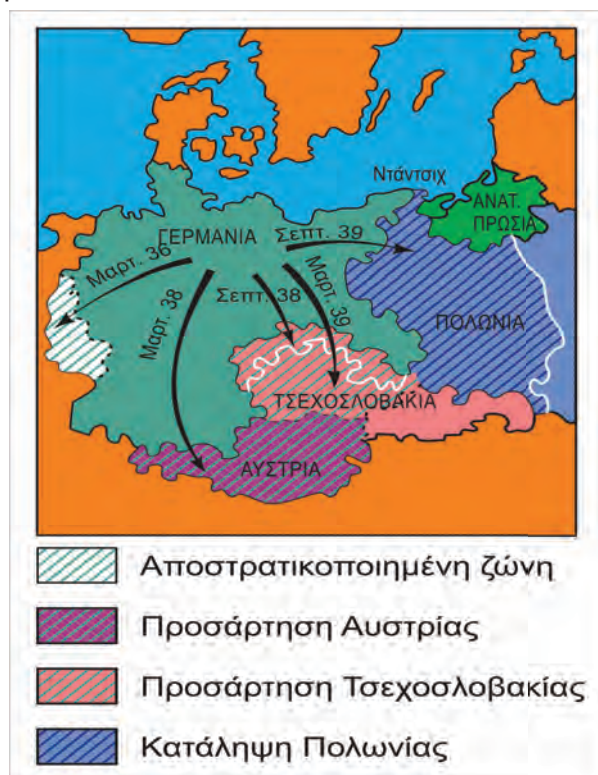 Ντάντσιχ
ΑΝΑΤ.
ΠΡΩΣΙΑ
ΓΕΡΜΑΝΙΑ
Σεπτ. 39
Μαρτ. 36
Μαρτ. 38
Σεπτ. 38
Μαρτ. 39
ΠΟΛΩΝΙΑ
ΤΣΕΧΟΣΛΟΒΑΚΙΑ
ΑΥΣΤΡΙΑ
Αποστρατικοποιημένη ζώνη
Προσάρτηση Αυστρίας
Προσάρτηση Τσεχοσλοβακίας
Κατάληψη Πολωνίας